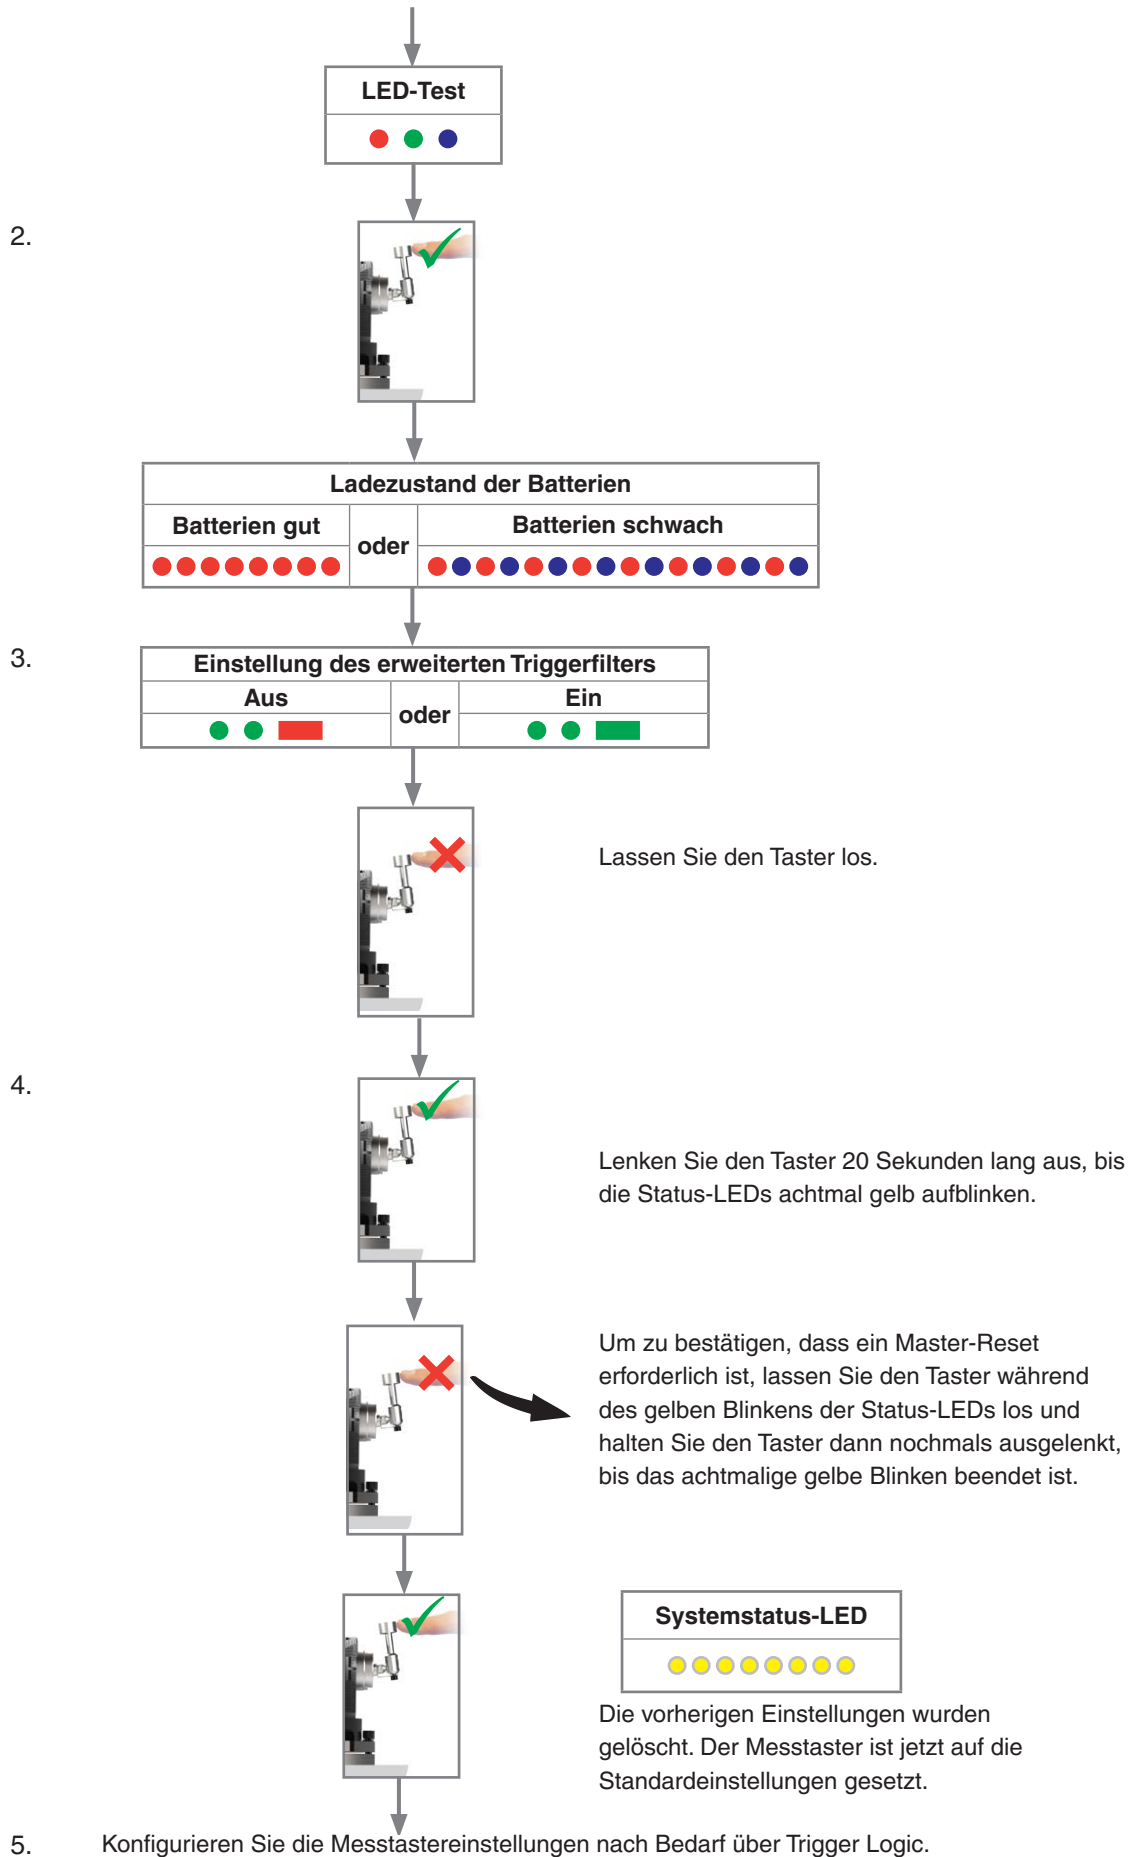 LED-Test
2.
Ladezustand der Batterien
Batterien gut
oder
Batterien schwach
3.
Einstellung des erweiterten Triggerfilters
Aus
oder
Ein
Lassen Sie den Taster los.
4.
Lenken Sie den Taster 20 Sekunden lang aus, bis
die Status-LEDs achtmal gelb aufblinken.
Um zu bestätigen, dass ein Master-Reset
erforderlich ist, lassen Sie den Taster während
des gelben Blinkens der Status-LEDs los und
halten Sie den Taster dann nochmals ausgelenkt,
bis das achtmalige gelbe Blinken beendet ist.
Systemstatus-LED
Die vorherigen Einstellungen wurden
gelöscht. Der Messtaster ist jetzt auf die
Standardeinstellungen gesetzt.
5. Konfigurieren Sie die Messtastereinstellungen nach Bedarf über Trigger Logic.